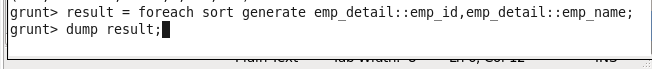 grunt> result = foreach sort generate emp_detail::emp_id,emp_detail::emp_name;
grunt> dump result;